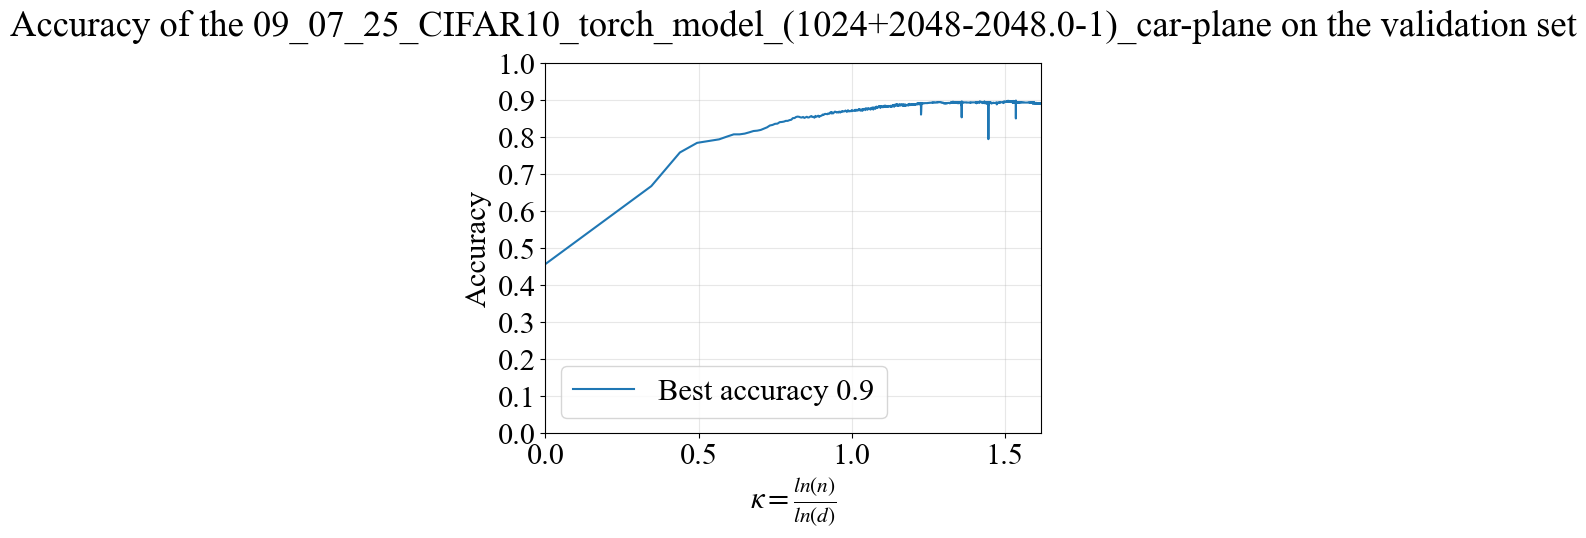 Accuracy of the 09_07_25_CIFAR10_torch_model_(1024+2048-2048.0-1)_car-plane on the validation set
1.0
0.9
0.8
0.7
0.6
0.5
0.4
0.3
0.2
0.1
0.0
Accuracy
Best accuracy 0.9
0.0 0.5 1.0 1.5
κ = ln(n) / ln(d)